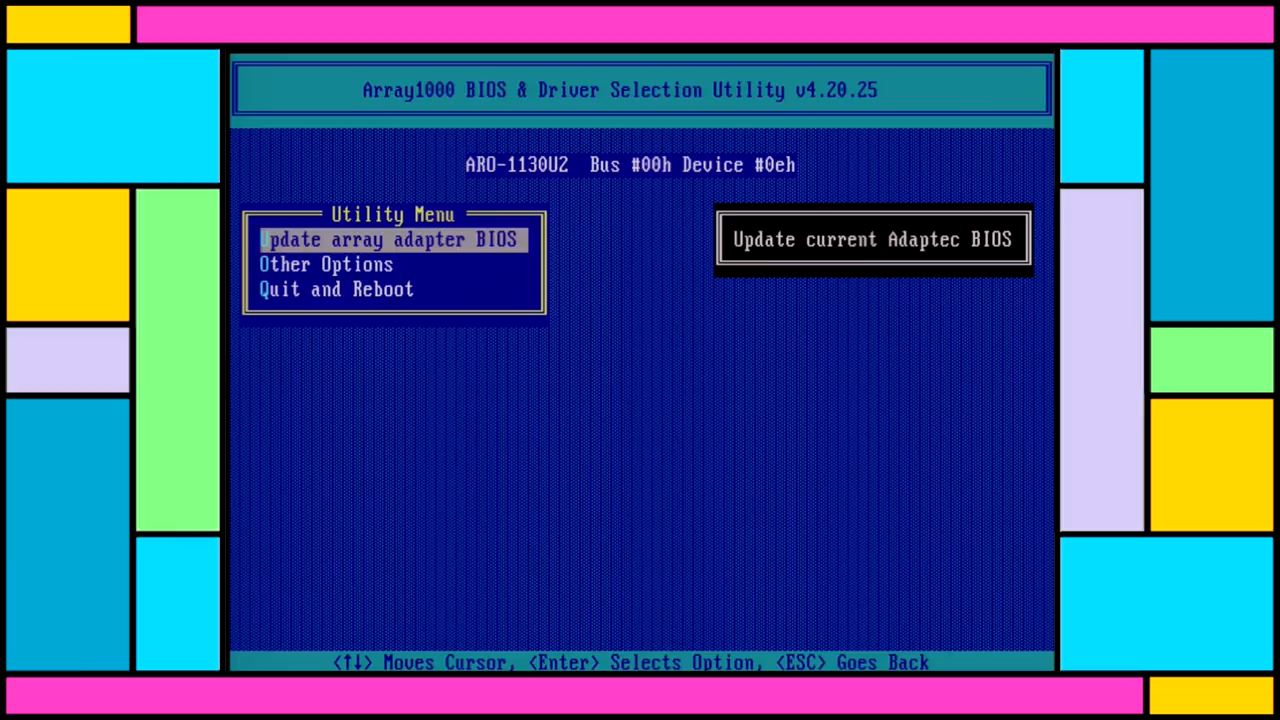 Array1000 BIOS & Driver Selection Utility v4.20.25
ARO-1130U2 Bus #00h Device #0eh
Utility Menu
Update array adapter BIOS
Other Options
Quit and Reboot
Update current Adaptec BIOS
<↑↓> Moves Cursor, <Enter> Selects Option, <ESC> Goes Back